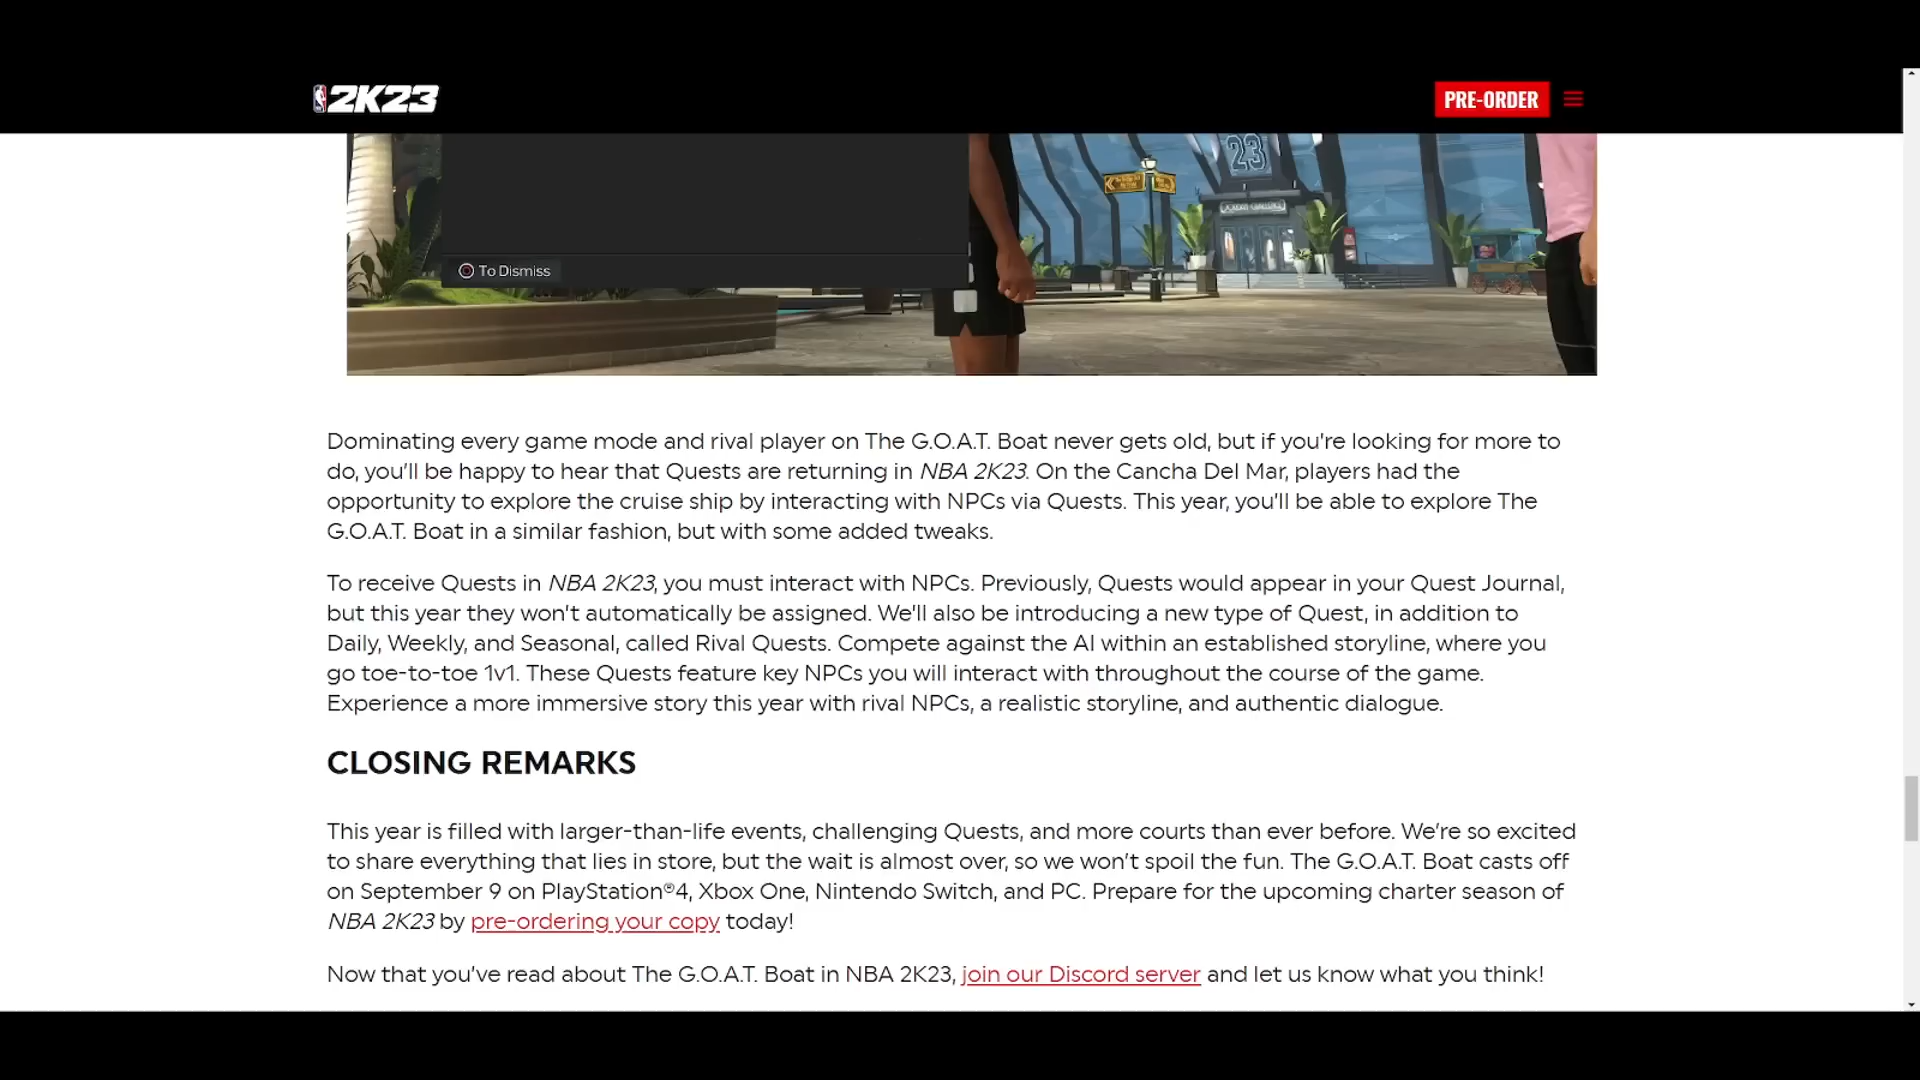 2K23
PRE-ORDER
23
JORDAN CHALLENGE
To Dismiss
Dominating every game mode and rival player on The G.O.A.T. Boat never gets old, but if you're looking for more to
do, you'll be happy to hear that Quests are returning in NBA 2K23. On the Cancha Del Mar, players had the
opportunity to explore the cruise ship by interacting with NPCs via Quests. This year, you'll be able to explore The
G.O.A.T. Boat in a similar fashion, but with some added tweaks.
To receive Quests in NBA 2K23, you must interact with NPCs. Previously, Quests would appear in your Quest Journal,
but this year they won't automatically be assigned. We'll also be introducing a new type of Quest, in addition to
Daily, Weekly, and Seasonal, called Rival Quests. Compete against the AI within an established storyline, where you
go toe-to-toe 1v1. These Quests feature key NPCs you will interact with throughout the course of the game.
Experience a more immersive story this year with rival NPCs, a realistic storyline, and authentic dialogue.
CLOSING REMARKS
This year is filled with larger-than-life events, challenging Quests, and more courts than ever before. We're so excited
to share everything that lies in store, but the wait is almost over, so we won't spoil the fun. The G.O.A.T. Boat casts off
on September 9 on PlayStation®4, Xbox One, Nintendo Switch, and PC. Prepare for the upcoming charter season of
NBA 2K23 by pre-ordering your copy today!
Now that you've read about The G.O.A.T. Boat in NBA 2K23, join our Discord server and let us know what you think!